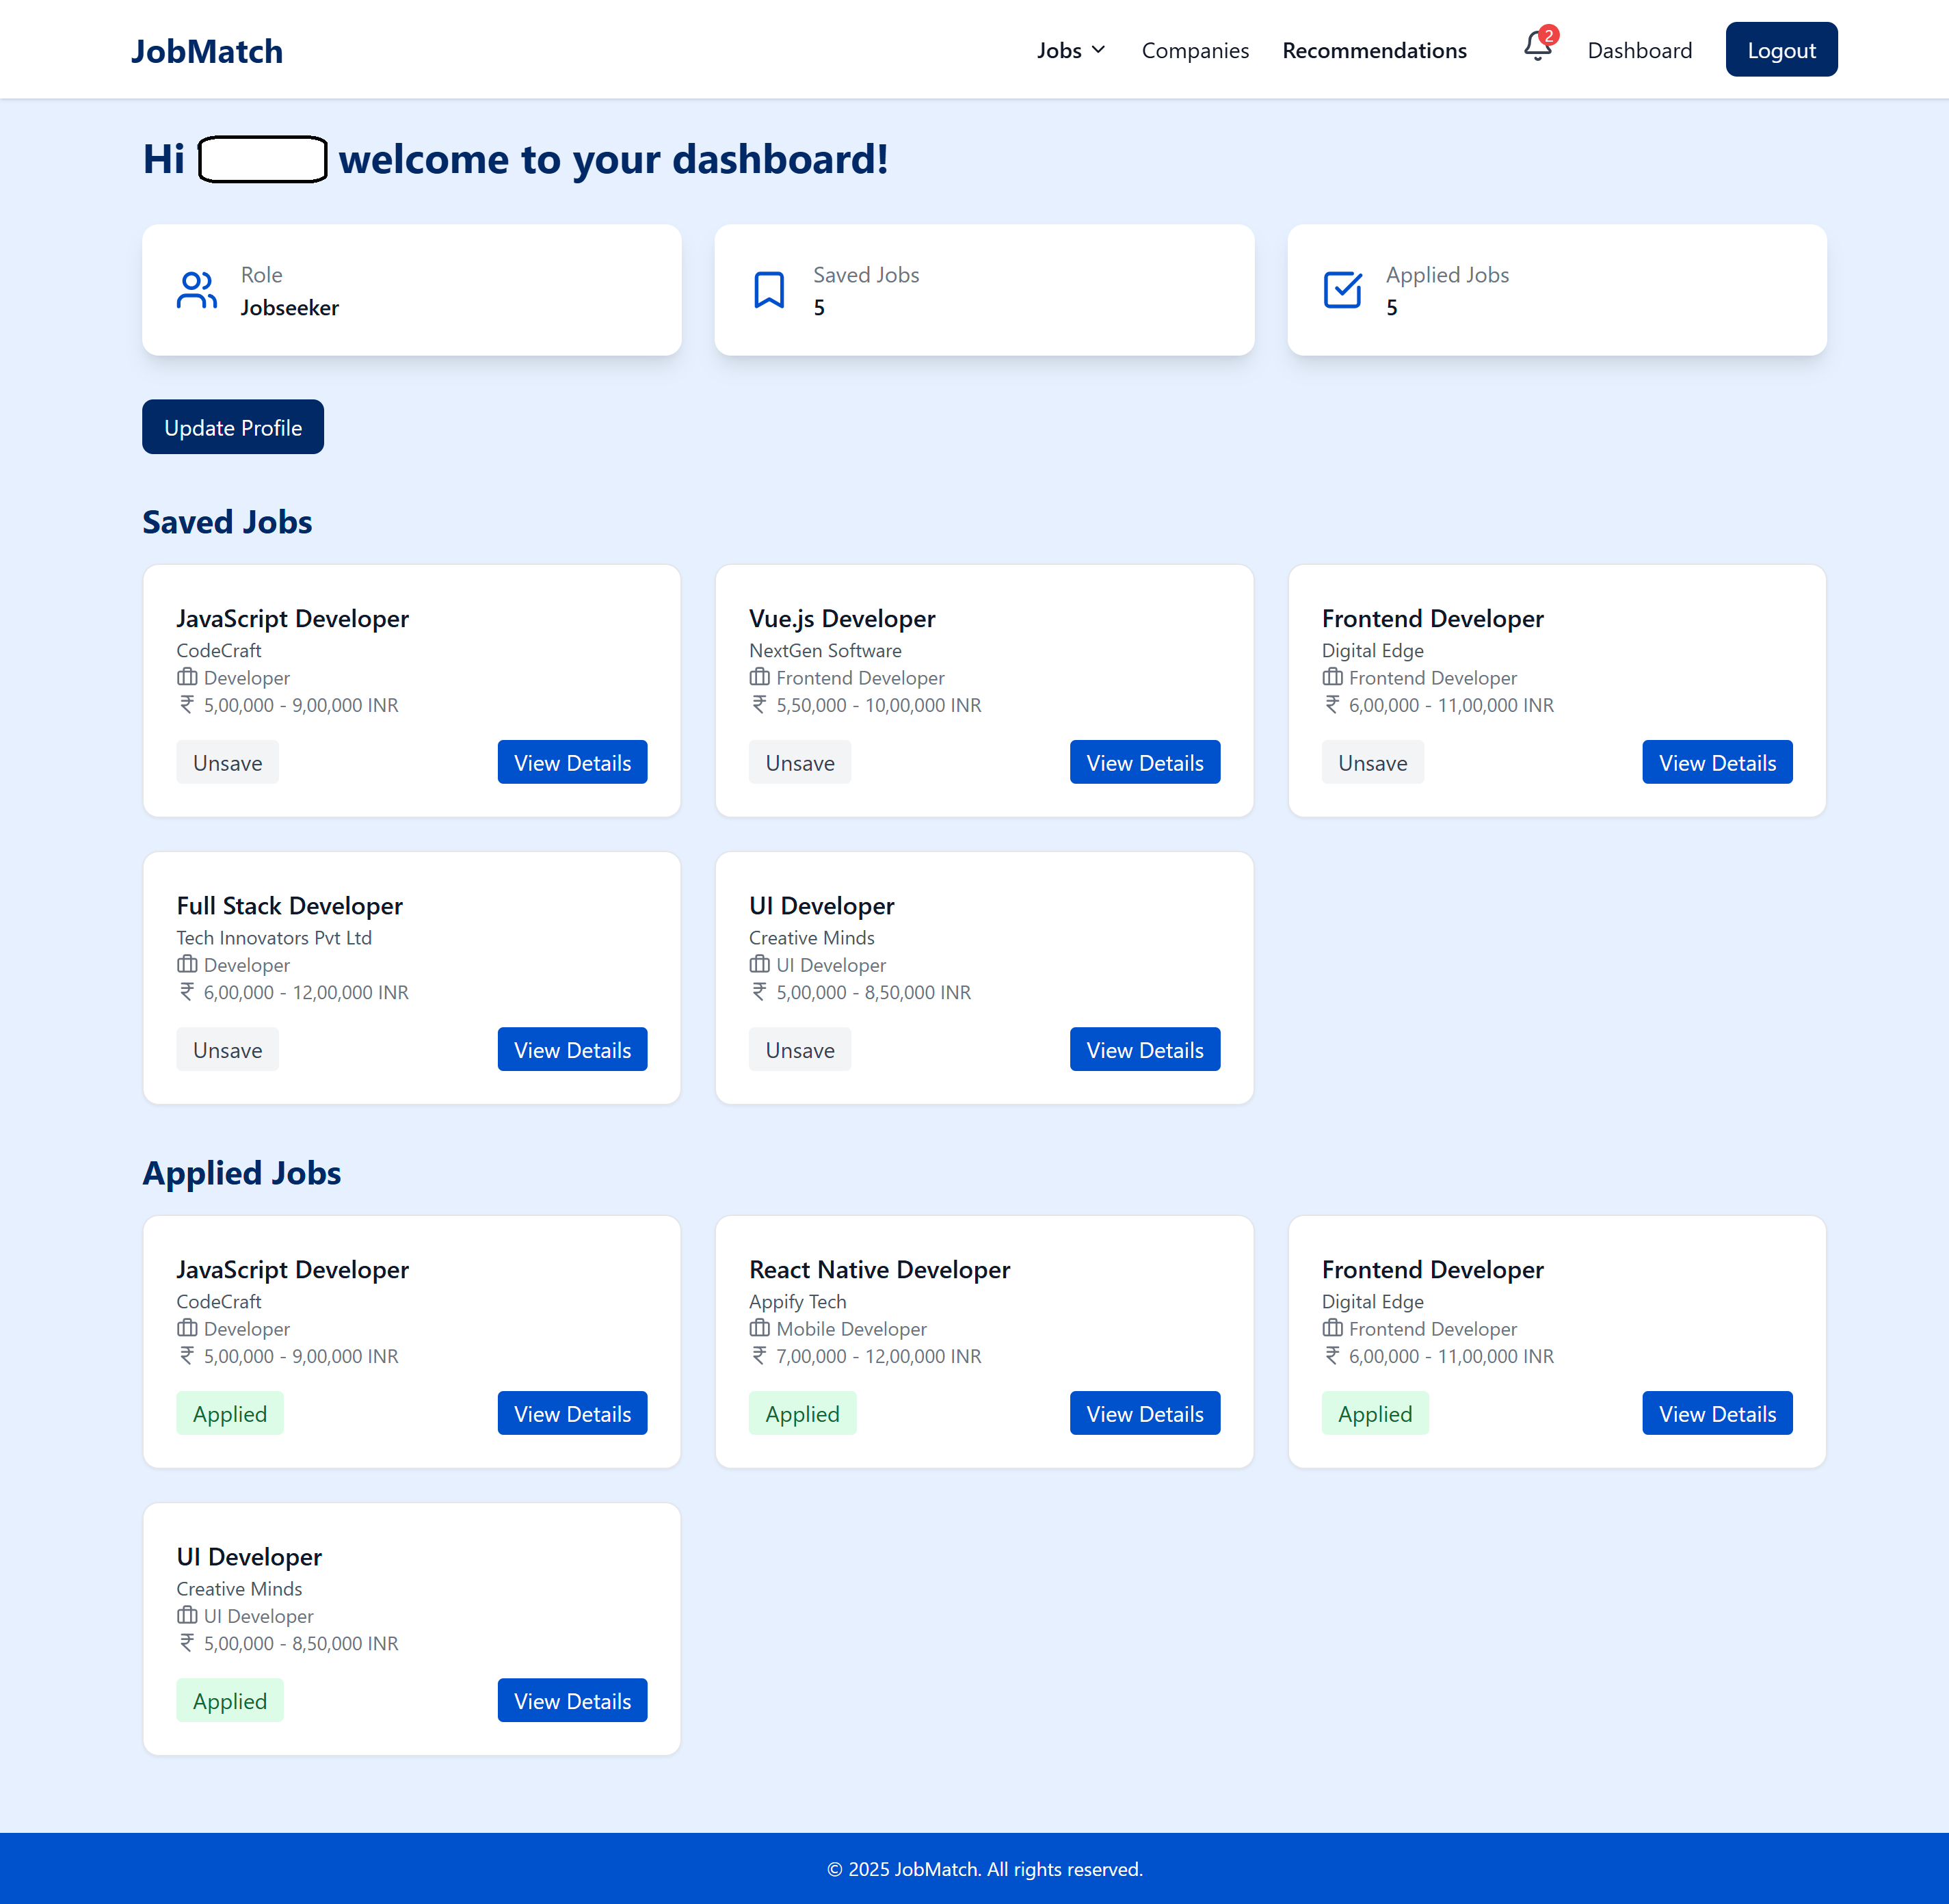 JobMatch
Jobs Companies Recommendations 2 Dashboard Logout
Hi welcome to your dashboard!
Role
Jobseeker
Saved Jobs
5
Applied Jobs
5
Update Profile
Saved Jobs
JavaScript Developer
CodeCraft
Developer
₹ 5,00,000 - 9,00,000 INR
Unsave View Details
Vue.js Developer
NextGen Software
Frontend Developer
₹ 5,50,000 - 10,00,000 INR
Unsave View Details
Frontend Developer
Digital Edge
Frontend Developer
₹ 6,00,000 - 11,00,000 INR
Unsave View Details
Full Stack Developer
Tech Innovators Pvt Ltd
Developer
₹ 6,00,000 - 12,00,000 INR
Unsave View Details
UI Developer
Creative Minds
UI Developer
₹ 5,00,000 - 8,50,000 INR
Unsave View Details
Applied Jobs
JavaScript Developer
CodeCraft
Developer
₹ 5,00,000 - 9,00,000 INR
Applied View Details
React Native Developer
Appify Tech
Mobile Developer
₹ 7,00,000 - 12,00,000 INR
Applied View Details
Frontend Developer
Digital Edge
Frontend Developer
₹ 6,00,000 - 11,00,000 INR
Applied View Details
UI Developer
Creative Minds
UI Developer
₹ 5,00,000 - 8,50,000 INR
Applied View Details
© 2025 JobMatch. All rights reserved.